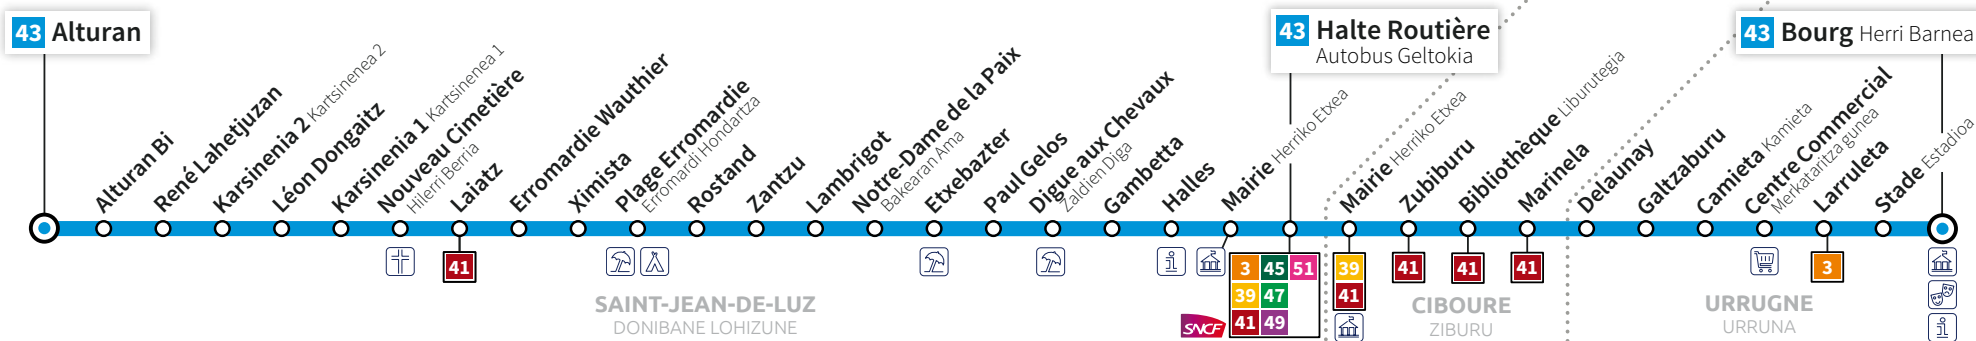 43 Alturan
Alturan Bi
René Lahetjuzan
Karsinenia 2 Kartsinenea 2
Léon Dongaitz
Karsinenia 1 Kartsinenea 1
Nouveau Cimetière
Hilerri Berria
Laiatz
41
Erromardie Wauthier
Ximista
Plage Erromardie
Erromardi Hondartza
Rostand
Zantzu
Lambrigot
Notre-Dame de la Paix
Bakearan Ama
Etxebazter
Paul Gelos
Digue aux Chevaux
Zaldien Diga
Gambetta
Halles
Mairie Herriko Etxea
43 Halte Routière
Autobus Geltokia
3 45 51
39 47
41 49
SNCF
SAINT-JEAN-DE-LUZ
DONIBANE LOHIZUNE
Mairie Herriko Etxea
39
41
Zubiburu
41
Bibliothèque Liburutegia
41
Marinela
41
CIBOURE
ZIBURU
Delaunay
Galtzaburu
Camieta Kamieta
Centre Commercial
Merkataritza gunea
Larruleta
3
Stade Estadioa
43 Bourg Herri Barnea
URRUGNE
URRUNA